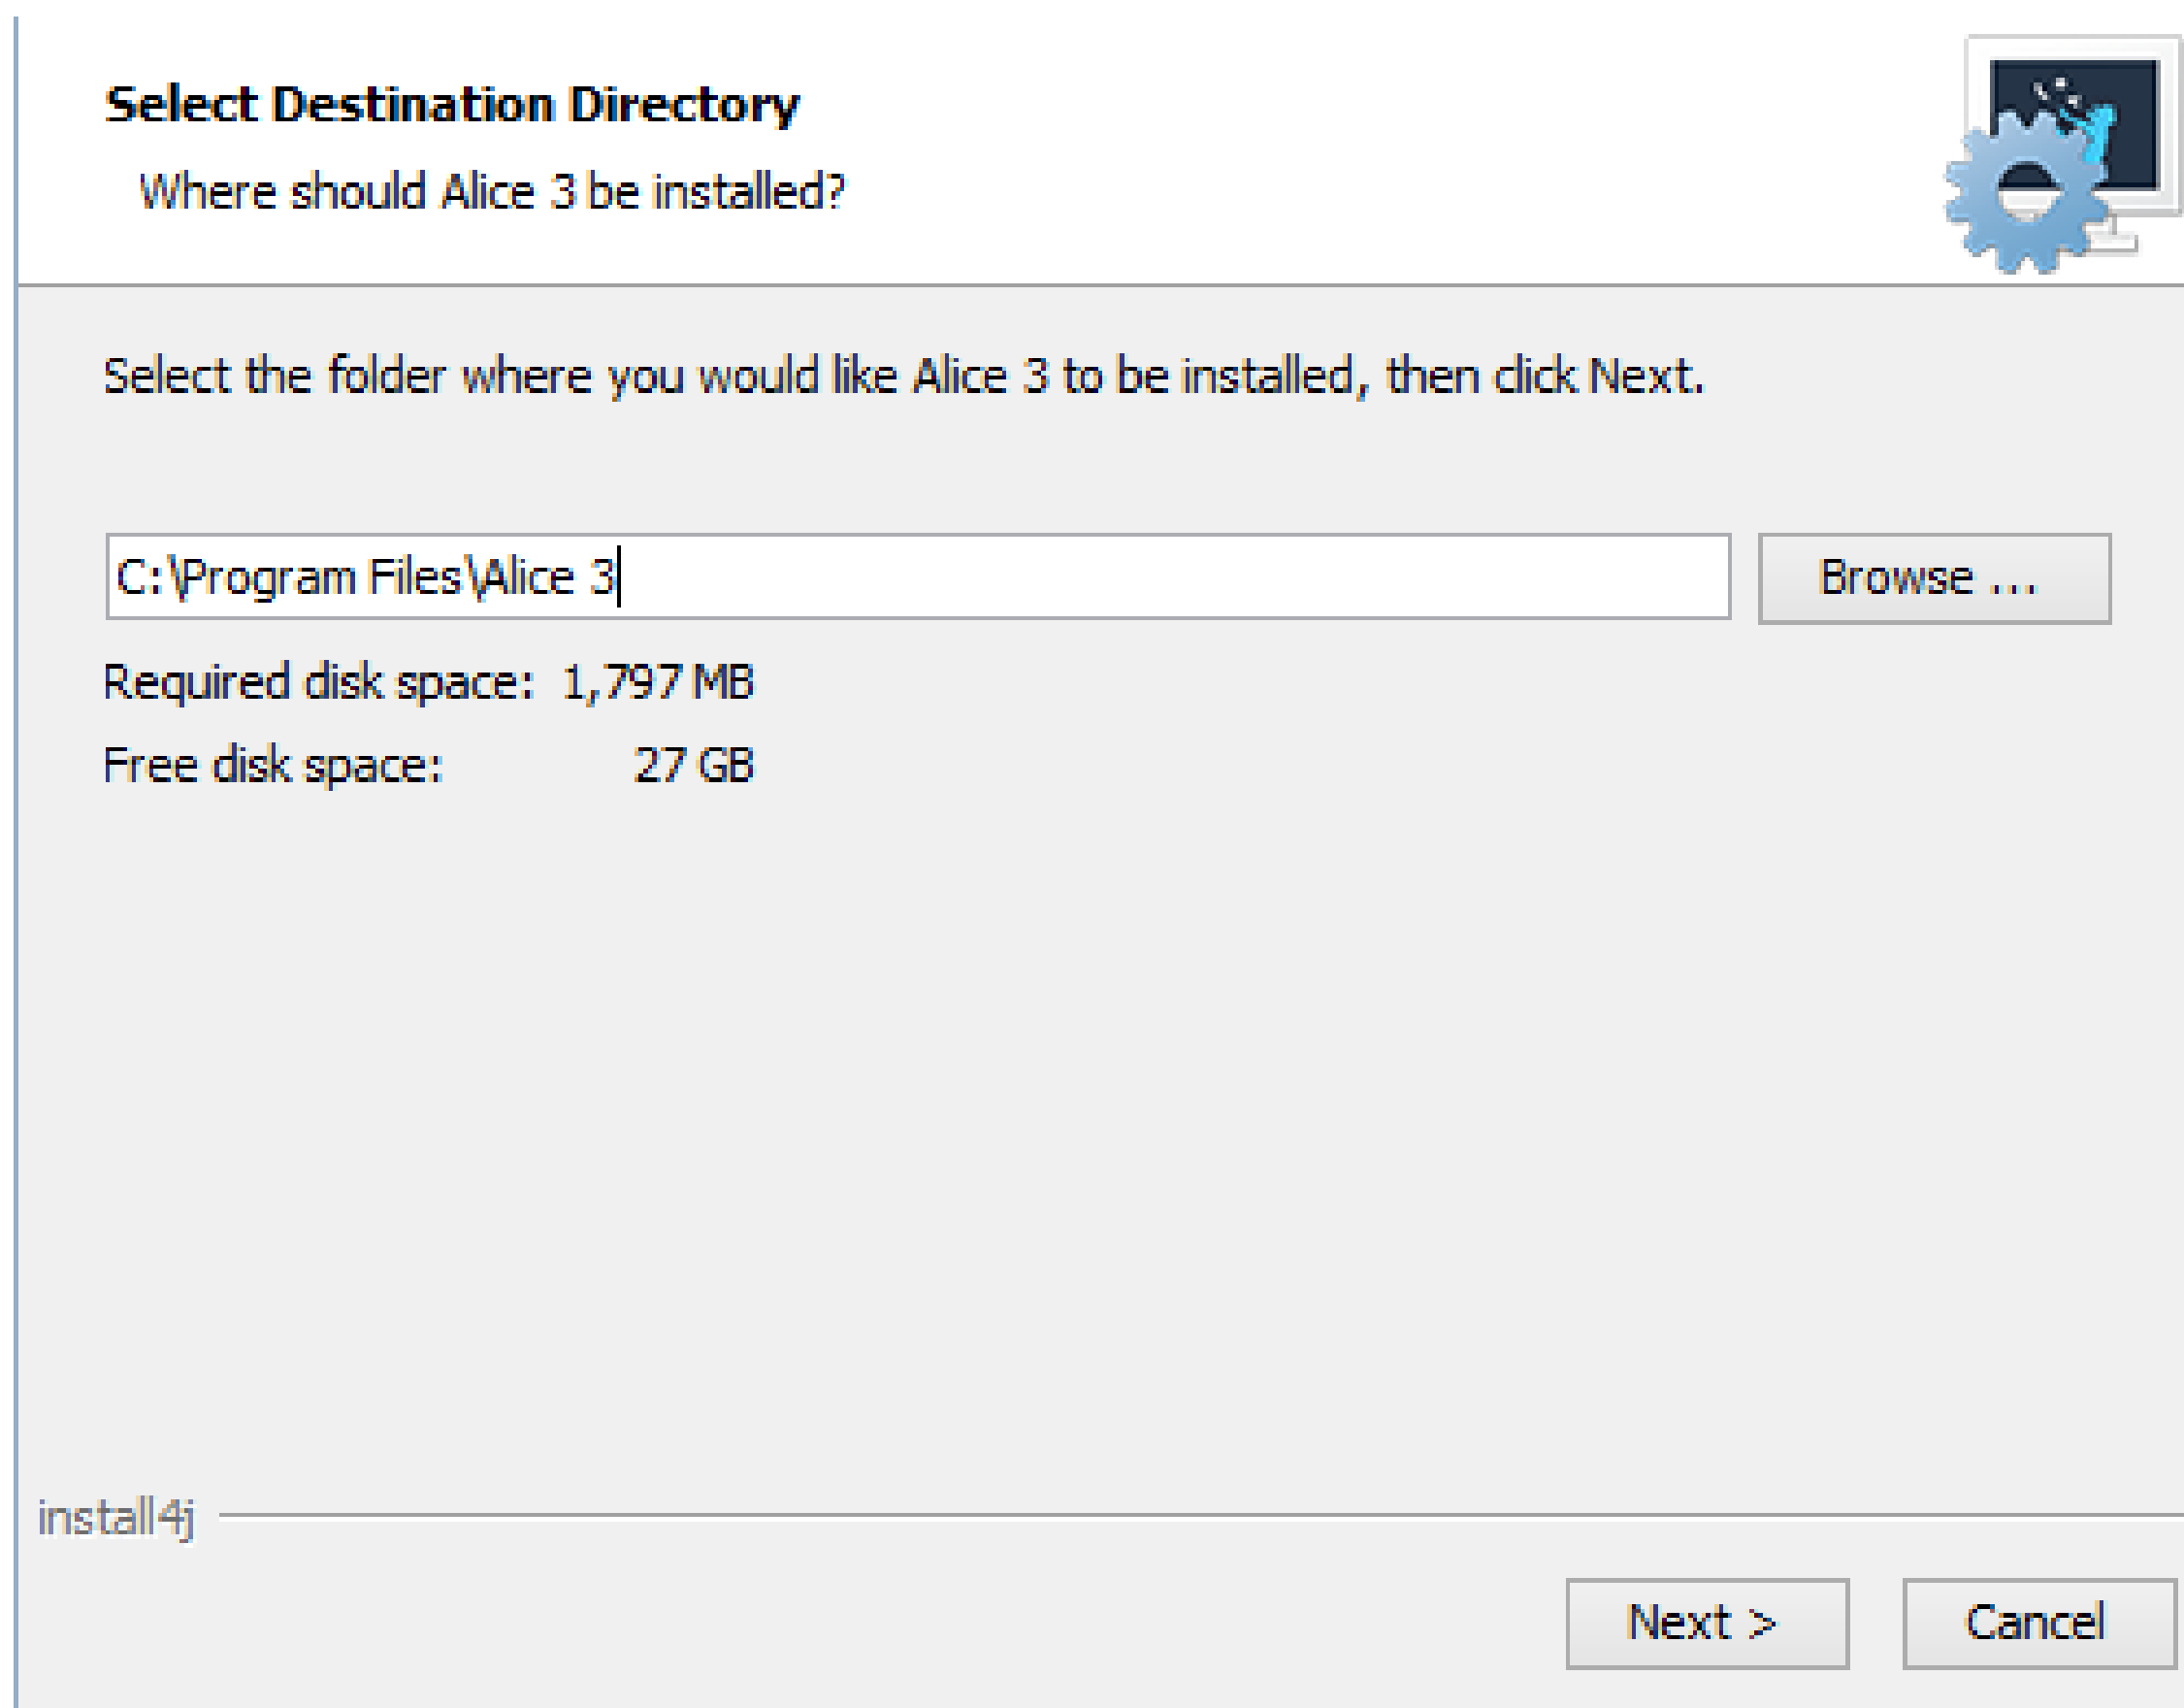 Select Destination Directory
Where should Alice 3 be installed?
Select the folder where you would like Alice 3 to be installed, then click Next.
C:\Program Files\Alice 3
Browse ...
Required disk space: 1,797 MB
Free disk space: 27 GB
install4j
Next >
Cancel